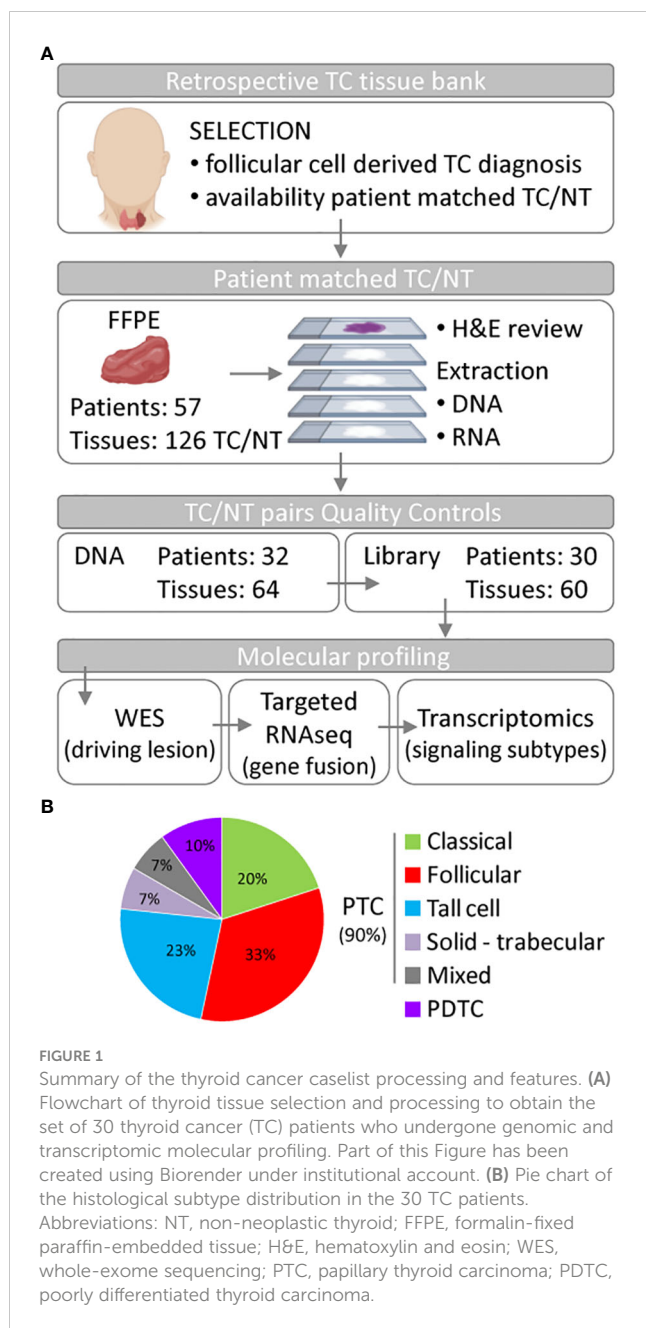 A
Retrospective TC tissue bank
SELECTION
• follicular cell derived TC diagnosis
• availability patient matched TC/NT
Patient matched TC/NT
FFPE
Patients: 57
Tissues: 126 TC/NT
• H&E review
Extraction
• DNA
• RNA
TC/NT pairs Quality Controls
DNA Patients: 32
Tissues: 64
Library Patients: 30
Tissues: 60
Molecular profiling
WES
(driving lesion)
Targeted
RNAseq
(gene fusion)
Transcriptomics
(signaling subtypes)
B
10%
20%
7%
7%
23%
33%
PTC
(90%)
Classical
Follicular
Tall cell
Solid - trabecular
Mixed
PDTC
FIGURE 1
Summary of the thyroid cancer caselist processing and features. (A)
Flowchart of thyroid tissue selection and processing to obtain the
set of 30 thyroid cancer (TC) patients who undergone genomic and
transcriptomic molecular profiling. Part of this Figure has been
created using Biorender under institutional account. (B) Pie chart of
the histological subtype distribution in the 30 TC patients.
Abbreviations: NT, non-neoplastic thyroid; FFPE, formalin-fixed
paraffin-embedded tissue; H&E, hematoxylin and eosin; WES,
whole-exome sequencing; PTC, papillary thyroid carcinoma; PDTC,
poorly differentiated thyroid carcinoma.